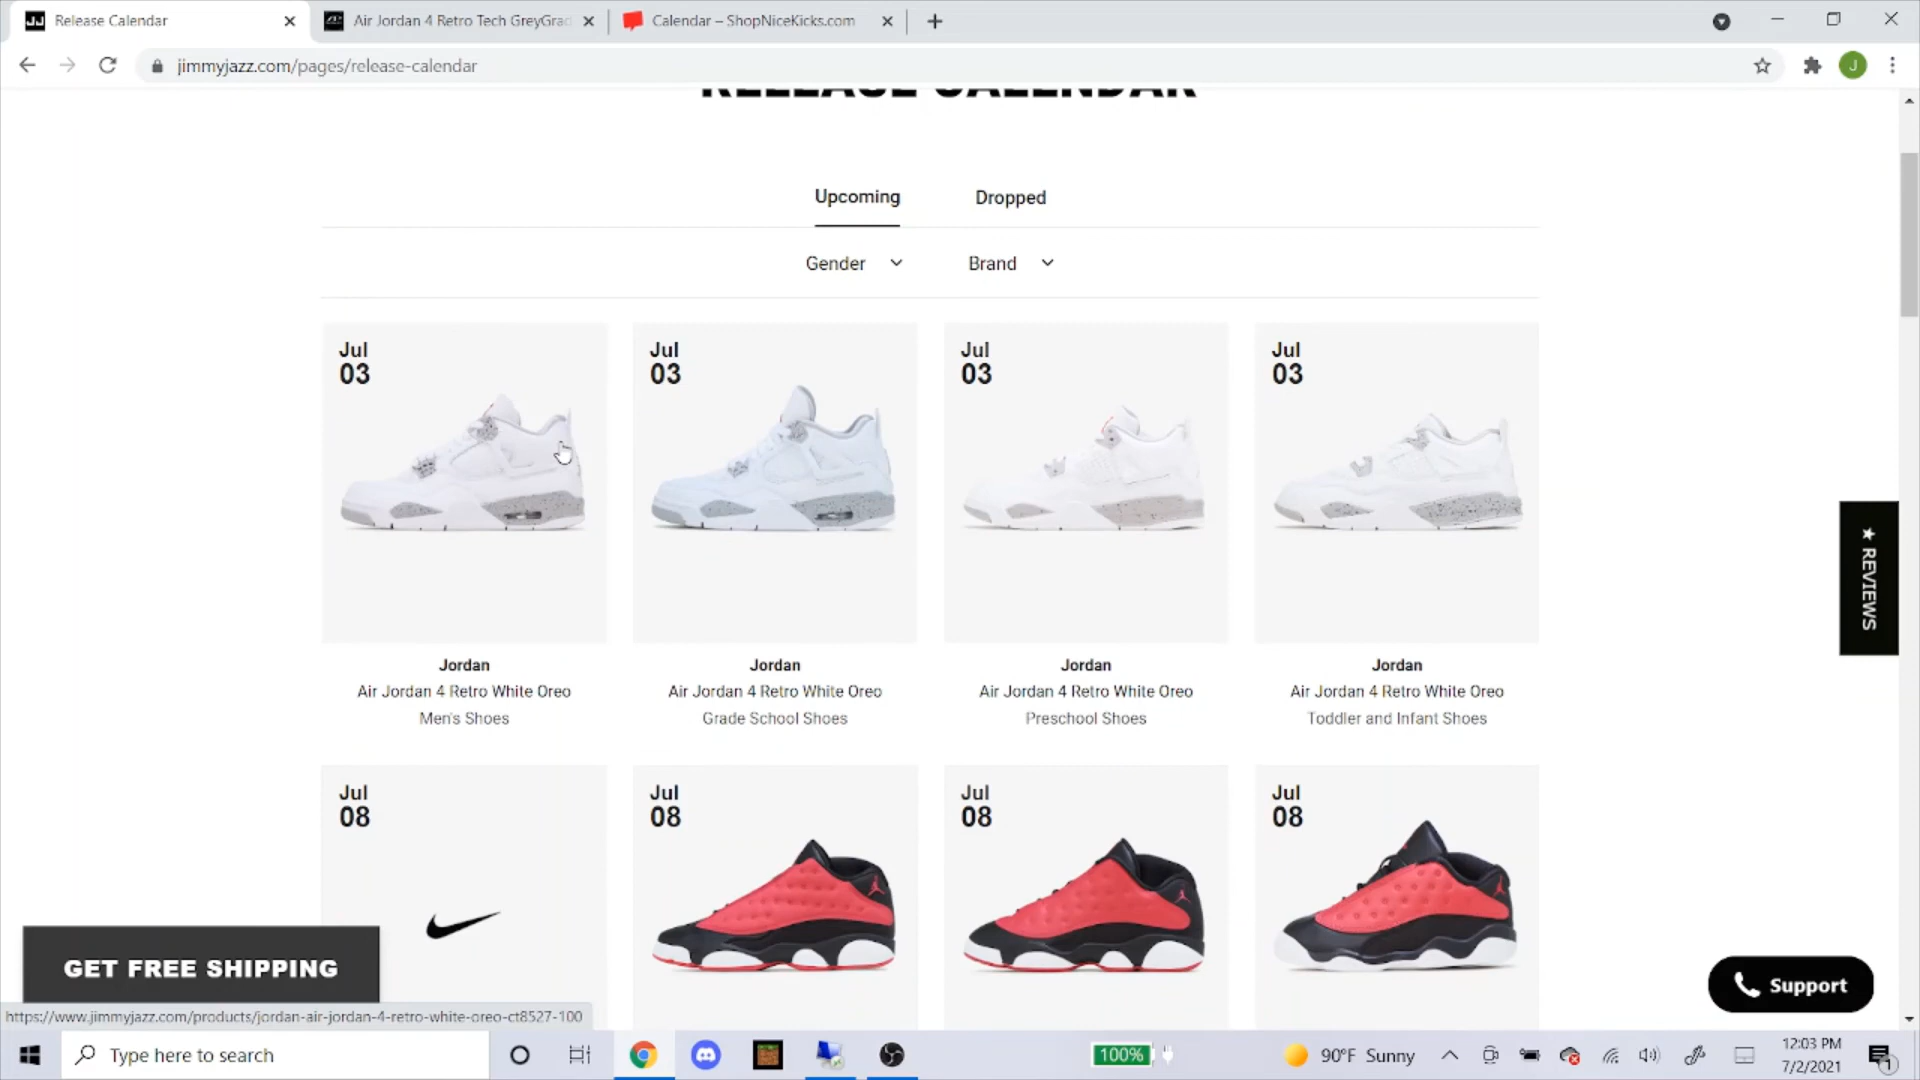 Release Calendar
Air Jordan 4 Retro Tech GreyGrad
Calendar – ShopNiceKicks.com
jimmyjazz.com/pages/release-calendar
J
RELEASE CALENDAR
Upcoming
Dropped
Gender
Brand
Jul
03
Jul
03
Jul
03
Jul
03
Jordan
Air Jordan 4 Retro White Oreo
Men's Shoes
Jordan
Air Jordan 4 Retro White Oreo
Grade School Shoes
Jordan
Air Jordan 4 Retro White Oreo
Preschool Shoes
Jordan
Air Jordan 4 Retro White Oreo
Toddler and Infant Shoes
★ REVIEWS
Jul
08
Jul
08
Jul
08
Jul
08
GET FREE SHIPPING
Support
https://www.jimmyjazz.com/products/jordan-air-jordan-4-retro-white-oreo-ct8527-100
Type here to search
100%
90°F Sunny
12:03 PM
7/2/2021
1